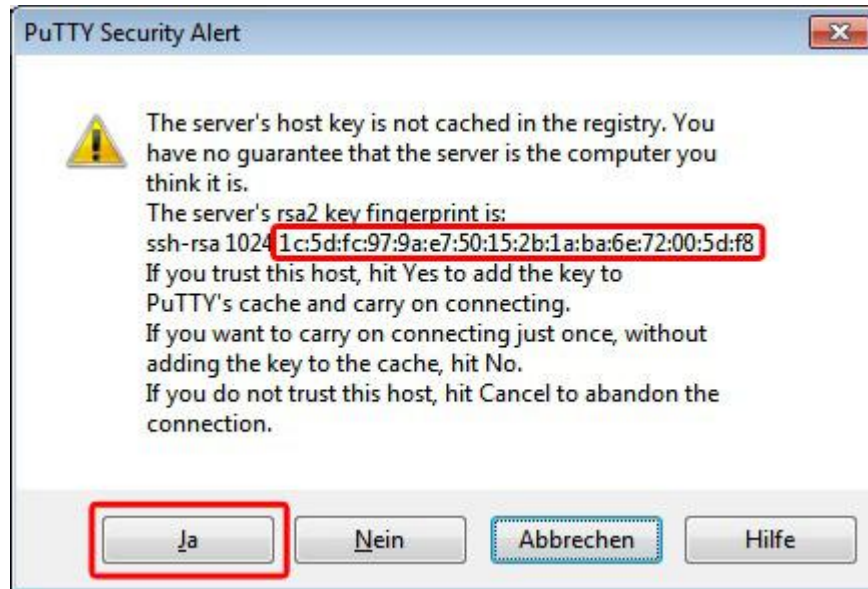 PuTTY Security Alert
The server's host key is not cached in the registry. You
have no guarantee that the server is the computer you
think it is.
The server's rsa2 key fingerprint is:
ssh-rsa 1024 1c:5d:fc:97:9a:e7:50:15:2b:1a:ba:6e:72:00:5d:f8
If you trust this host, hit Yes to add the key to
PuTTY's cache and carry on connecting.
If you want to carry on connecting just once, without
adding the key to the cache, hit No.
If you do not trust this host, hit Cancel to abandon the
connection.
Ja Nein Abbrechen Hilfe